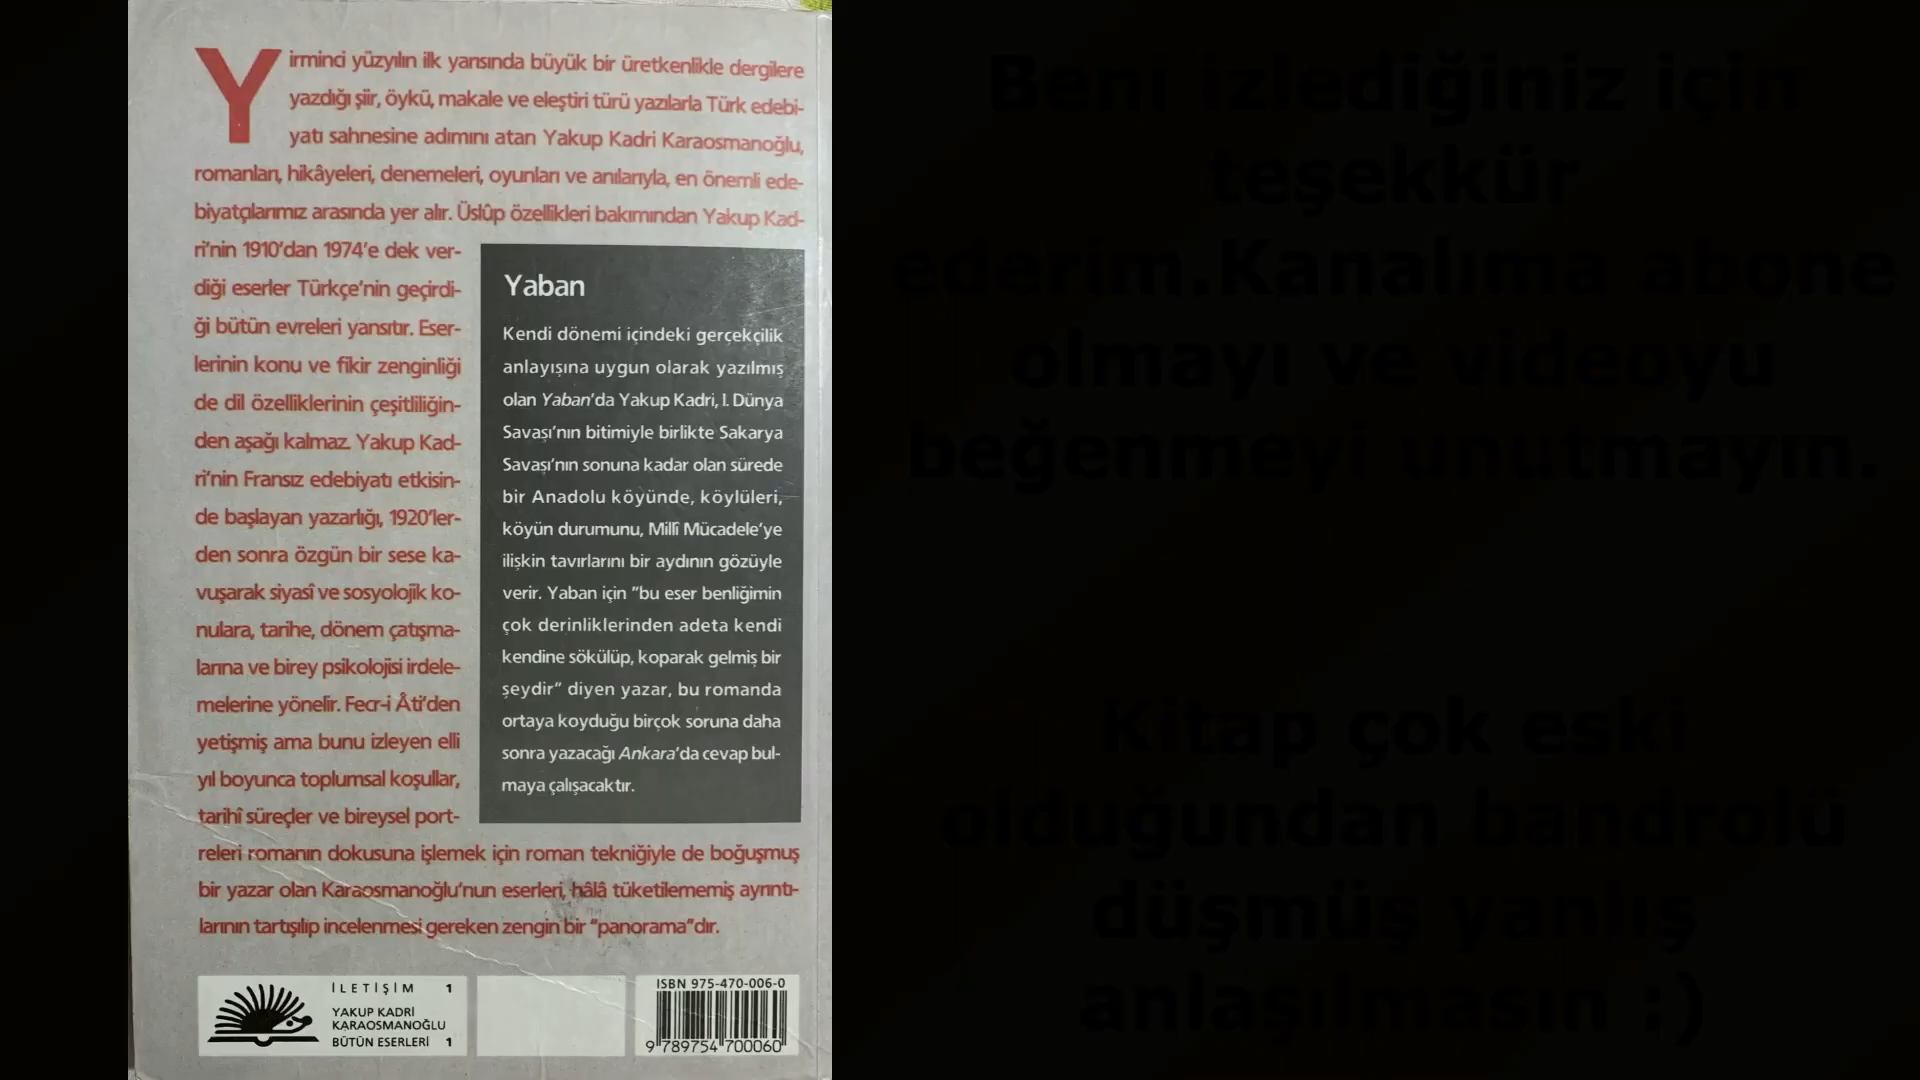 Yirminci yüzyılın ilk yarısında büyük bir üretkenlikle dergilere
yazdığı şiir, öykü, makale ve eleştiri türü yazılarla Türk edebi-
yatı sahnesine adımını atan Yakup Kadri Karaosmanoğlu,
romanları, hikâyeleri, denemeleri, oyunları ve anılarıyla, en önemli ede-
biyatçılarımız arasında yer alır. Üslûp özellikleri bakımından Yakup Kad-
ri'nin 1910'dan 1974'e dek ver-
diği eserler Türkçe'nin geçirdi-
ği bütün evreleri yansıtır. Eser-
lerinin konu ve fikir zenginliği
de dil özelliklerinin çeşitliliğin-
den aşağı kalmaz. Yakup Kad-
ri'nin Fransız edebiyatı etkisin-
de başlayan yazarlığı, 1920'ler-
den sonra özgün bir sese ka-
vuşarak siyasî ve sosyolojik ko-
nulara, tarihe, dönem çatışma-
larına ve birey psikolojisi irdele-
melerine yönelir. Fecr-i Âti'den
yetişmiş ama bunu izleyen elli
yıl boyunca toplumsal koşullar,
tarihî süreçler ve bireysel port-
releri romanın dokusuna işlemek için roman tekniğiyle de boğuşmuş
bir yazar olan Karaosmanoğlu'nun eserleri, hâlâ tüketilememiş ayrıntı-
larının tartışılıp incelenmesi gereken zengin bir "panorama"dır.
Yaban
Kendi dönemi içindeki gerçekçilik
anlayışına uygun olarak yazılmış
olan Yaban'da Yakup Kadri, I. Dünya
Savaşı'nın bitimiyle birlikte Sakarya
Savaşı'nın sonuna kadar olan sürede
bir Anadolu köyünde, köylüleri,
köyün durumunu, Millî Mücadele'ye
ilişkin tavırlarını bir aydının gözüyle
verir. Yaban için "bu eser benliğimin
çok derinliklerinden adeta kendi
kendine sökülüp, koparak gelmiş bir
şeydir" diyen yazar, bu romanda
ortaya koyduğu birçok soruna daha
sonra yazacağı Ankara'da cevap bul-
maya çalışacaktır.
İLETİŞİM 1
YAKUP KADRİ
KARAOSMANOĞLU
BÜTÜN ESERLERİ 1
ISBN 975-470-006-0
9 789754 700060
Beni izlediğiniz için
teşekkür
ederim.Kanalıma abone
olmayı ve videoyu
beğenmeyi unutmayın.
Kitap çok eski
olduğundan bandrolü
düşmüş yanlış
anlaşılmasın :)